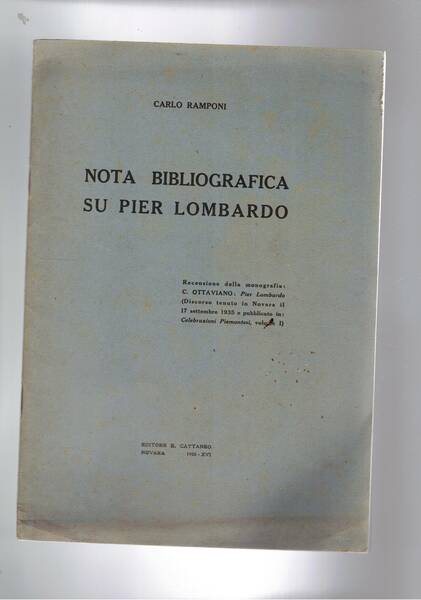 CARLO RAMPONI
NOTA BIBLIOGRAFICA
SU PIER LOMBARDO
Recensione della monografia:
C. OTTAVIANO: Pier Lombardo
(Discorso tenuto in Novara il
17 settembre 1935 e pubblicato in:
Celebrazioni Piemontesi, volume I)
EDITORE E. CATTANEO
NOVARA - XVI